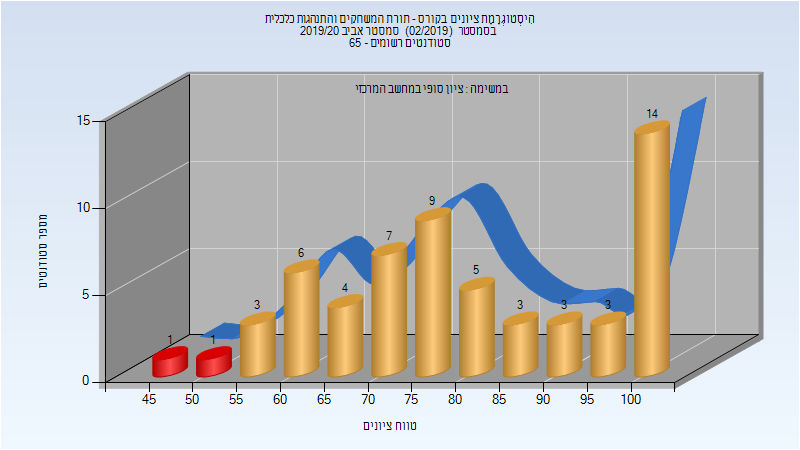 הִיסְטוֹגְרָמַת ציונים בקורס - תורת המשחקים והתנהגות כלכלית
בסמסטר (02/2019) סמסטר אביב 2019/20
סטודנטים רשומים - 65
במשימה : ציון סופי במחשב המרכזי
מספר סטודנטים
15
10
5
0
1
1
3
6
4
7
9
5
3
3
3
14
45 50 55 60 65 70 75 80 85 90 95 100
טווח ציונים